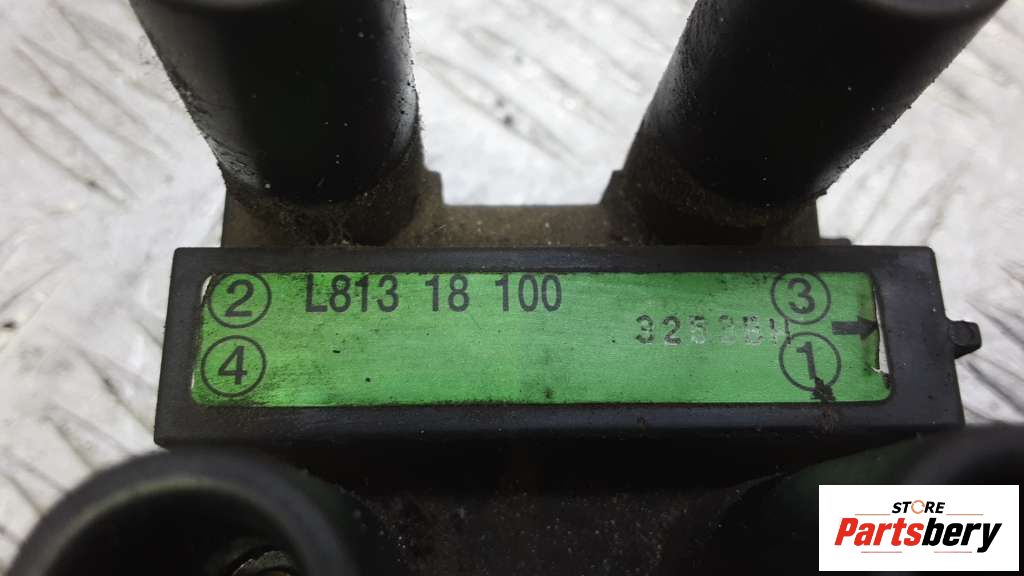 ② L813 18 100 ③
④ ①
STORE
Partsbery